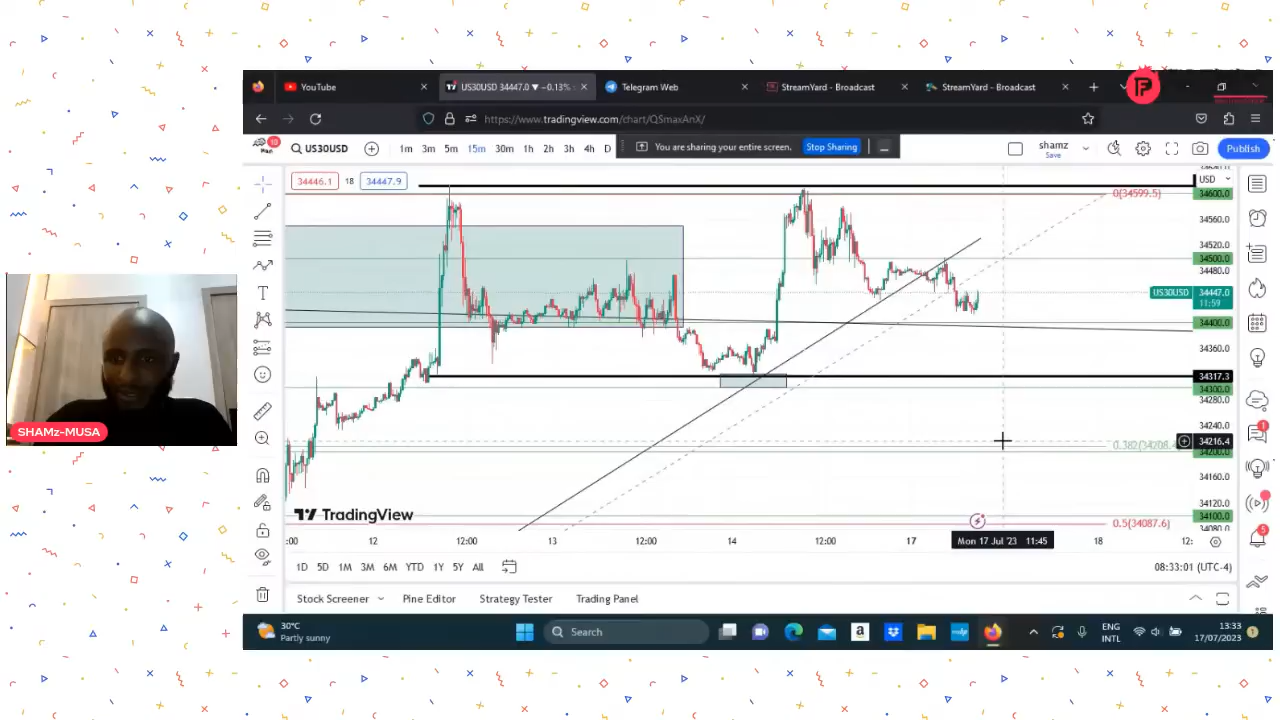 YouTube
US30USD 34447.0 ▼ −0.13%
Telegram Web
StreamYard - Broadcast
StreamYard - Broadcast
https://www.tradingview.com/chart/QSmaxAnX/
18
US30USD
1m 3m 5m 15m 30m 1h 2h 3h 4h D
You are sharing your entire screen.
Stop Sharing
shamz
Save
Publish
34446.1 18 34447.9
USD
34600.0
0(34599.5)
34560.0
34520.0
34500.0
34480.0
US30USD 34447.0
11:59
34400.0
34360.0
34317.3
34300.0
34280.0
34240.0
34216.4
0.382(34208.
34200.0
34160.0
34120.0
34100.0
0.5(34087.6)
34080.0
SHAMz-MUSA
TradingView
:00 12 12:00 13 12:00 14 12:00 17 Mon 17 Jul '23 11:45 18 12:
1D 5D 1M 3M 6M YTD 1Y 5Y All
08:33:01 (UTC-4)
Stock Screener Pine Editor Strategy Tester Trading Panel
1
5
30°C
Partly sunny
Search
ENG
INTL
13:33
17/07/2023